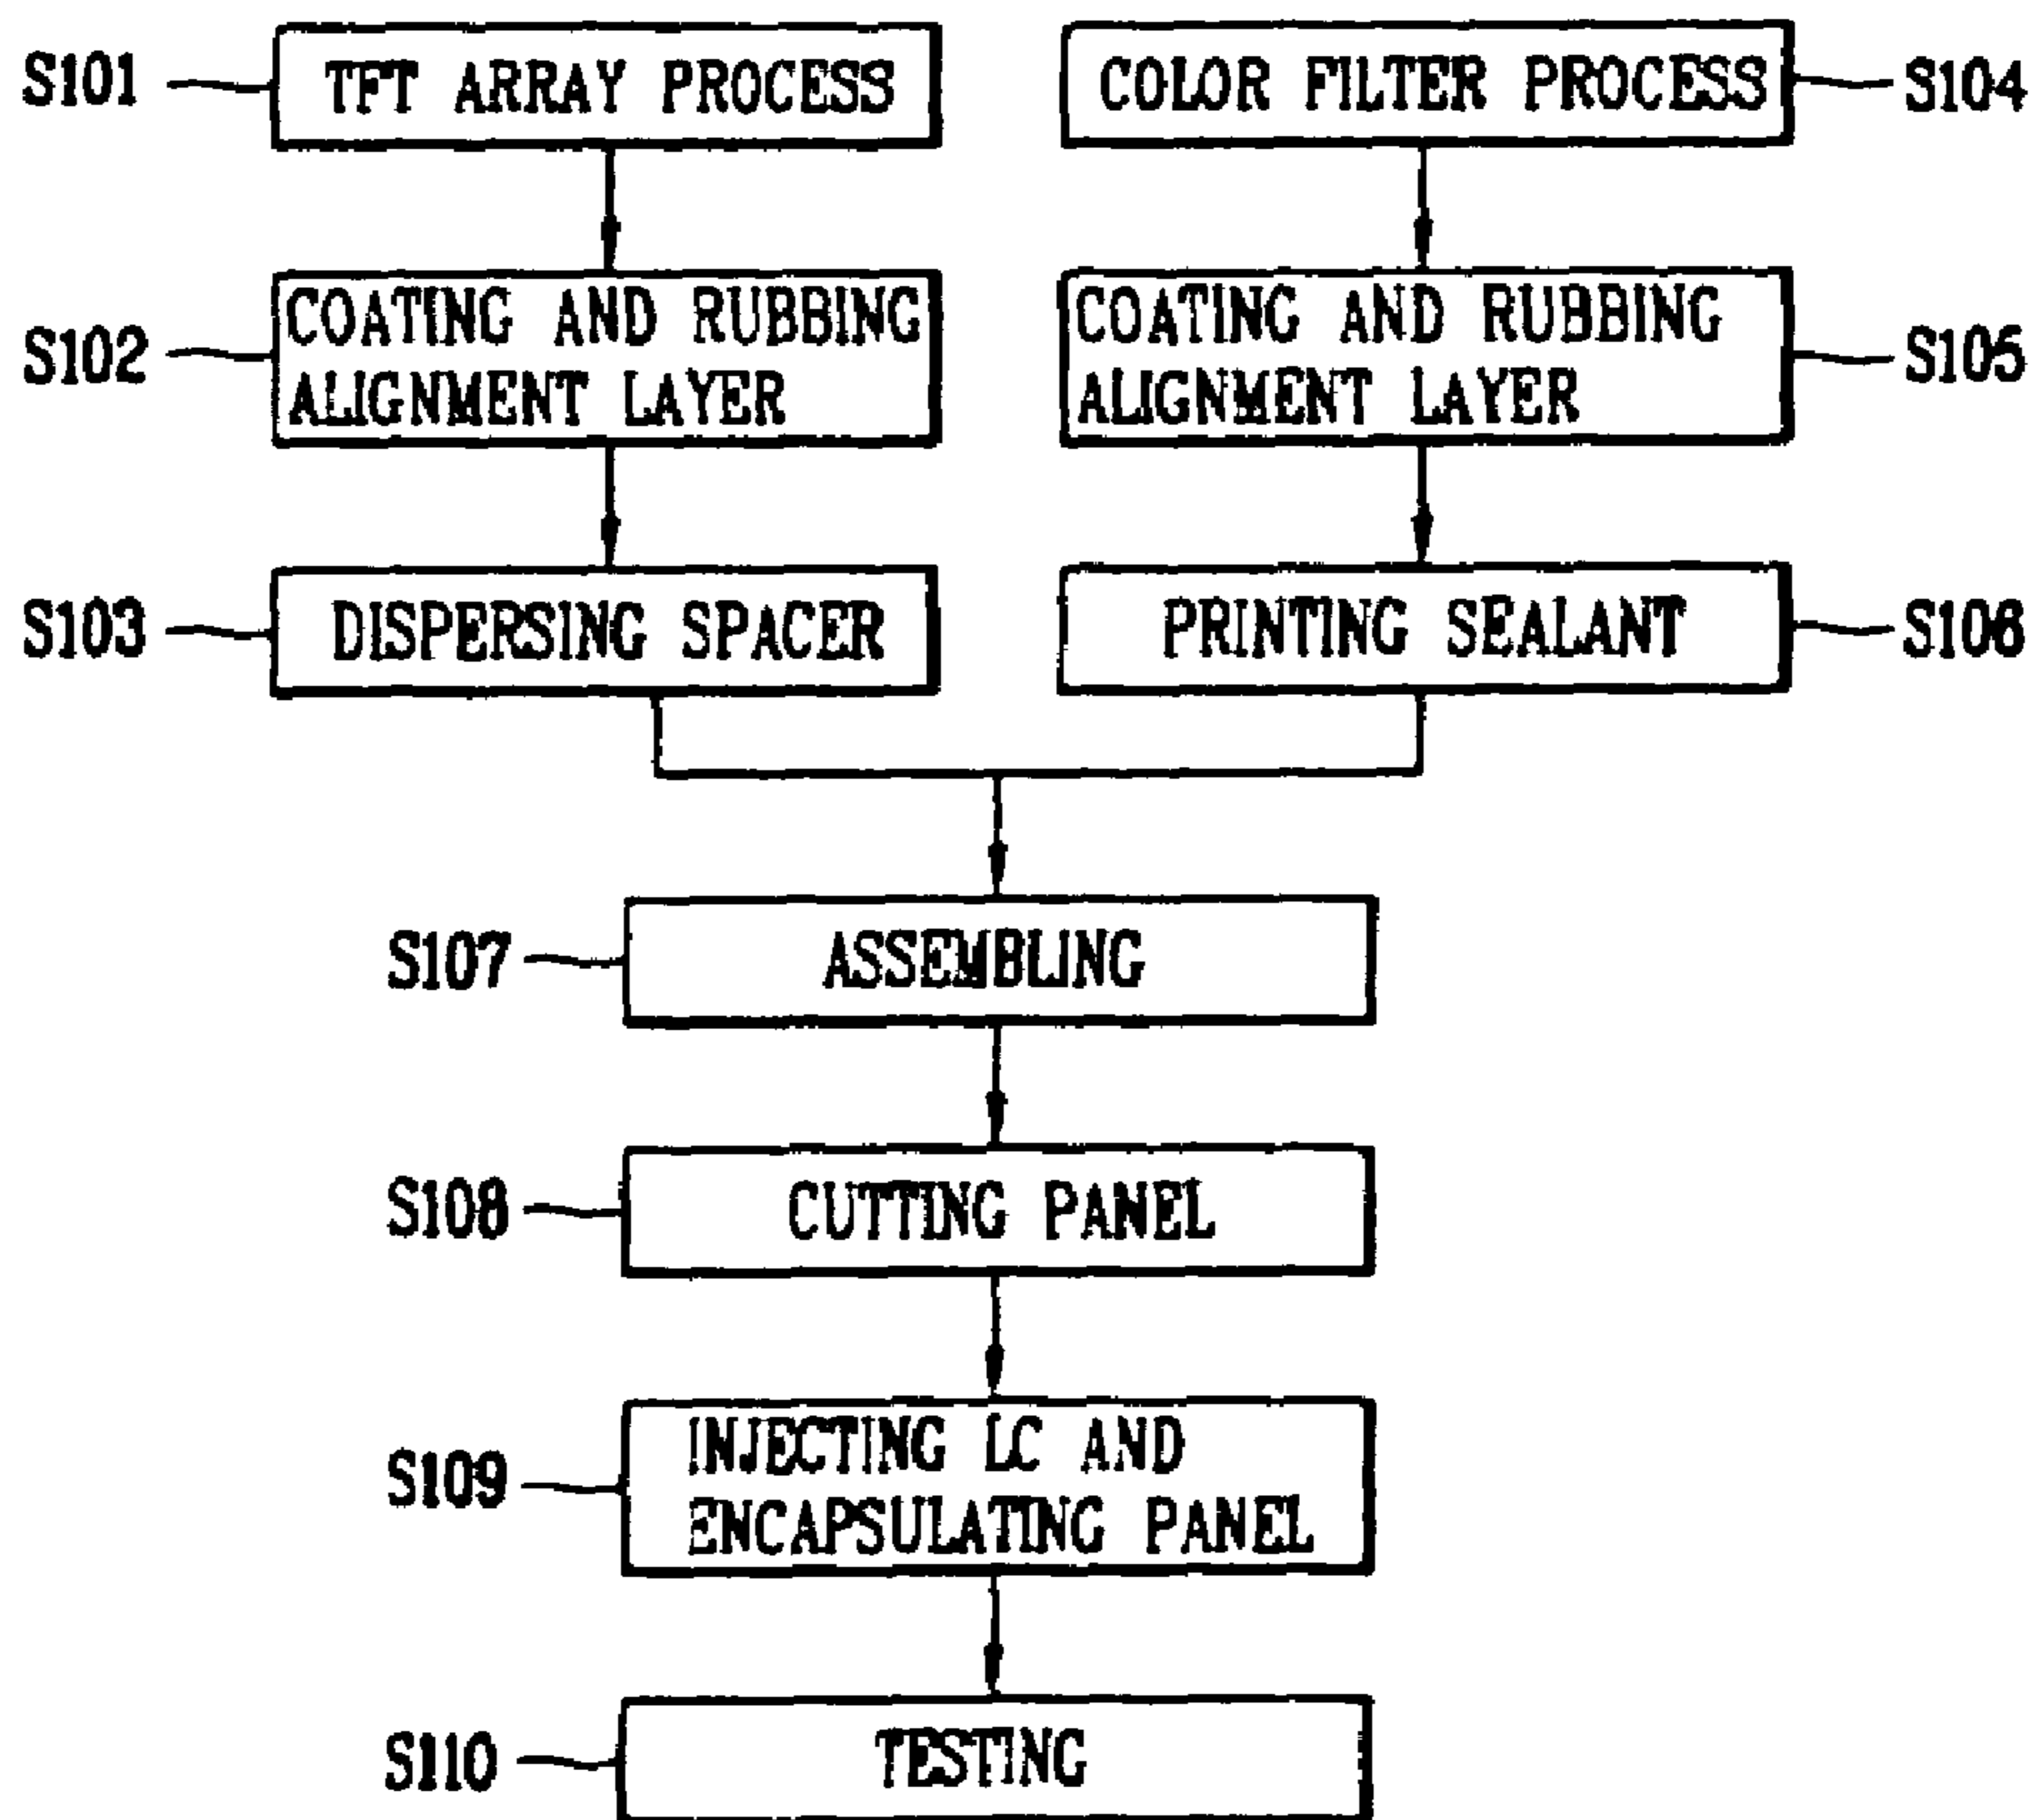 S101
TFT ARRAY PROCESS
COLOR FILTER PROCESS
S104
S102
COATING AND RUBBING
ALIGNMENT LAYER
COATING AND RUBBING
ALIGNMENT LAYER
S105
S103
DISPERSING SPACER
PRINTING SEALANT
S106
S107
ASSEMBLING
S108
CUTTING PANEL
S109
INJECTING LC AND
ENCAPSULATING PANEL
S110
TESTING